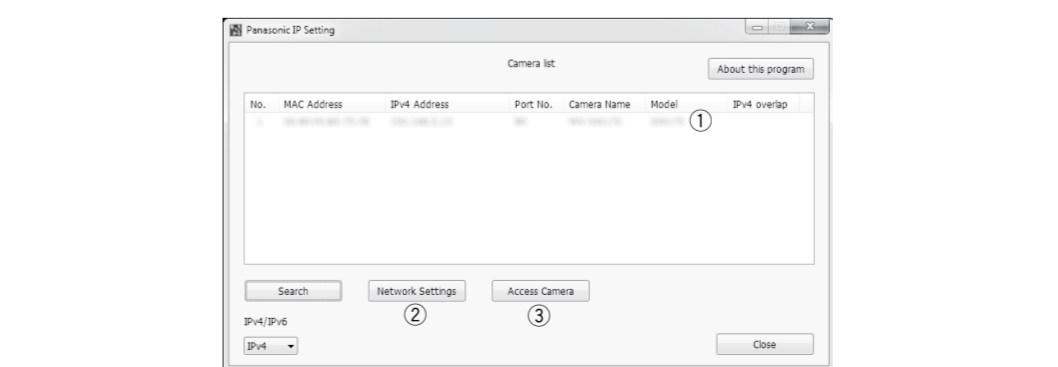 Panasonic IP Setting
Camera list
About this program
No. MAC Address IPv4 Address Port No. Camera Name Model IPv4 overlap
①
Search Network Settings Access Camera
② ③
IPv4/IPv6
IPv4 Close